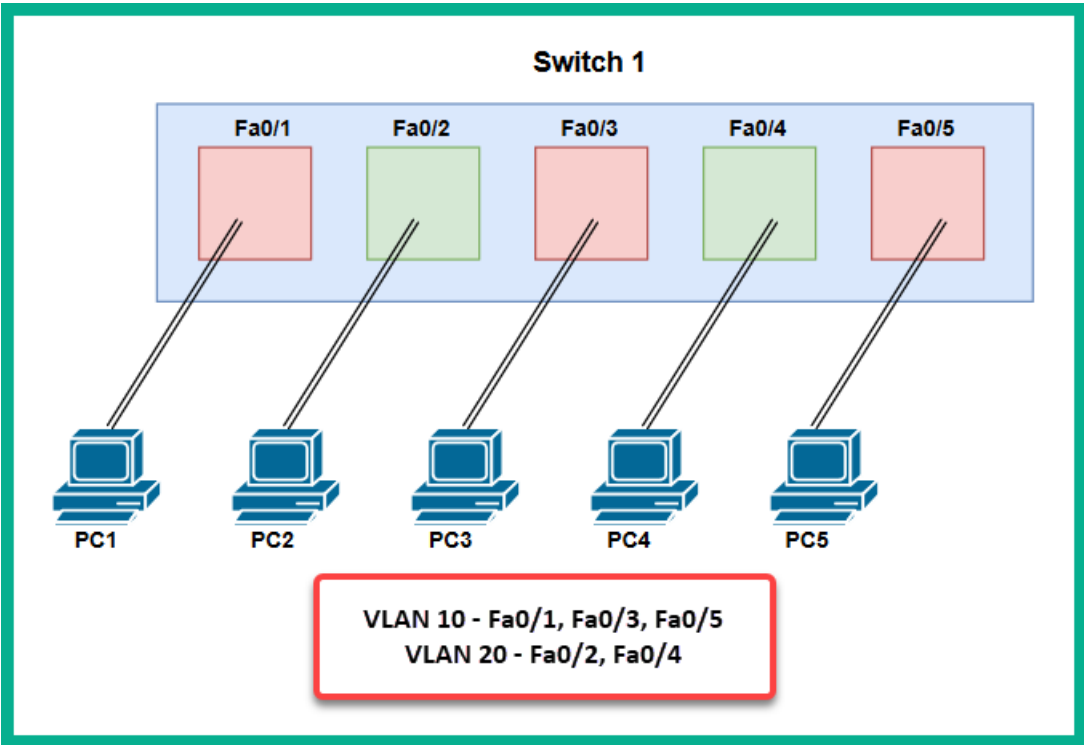 Switch 1
Fa0/1 Fa0/2 Fa0/3 Fa0/4 Fa0/5
PC1 PC2 PC3 PC4 PC5
VLAN 10 - Fa0/1, Fa0/3, Fa0/5
VLAN 20 - Fa0/2, Fa0/4